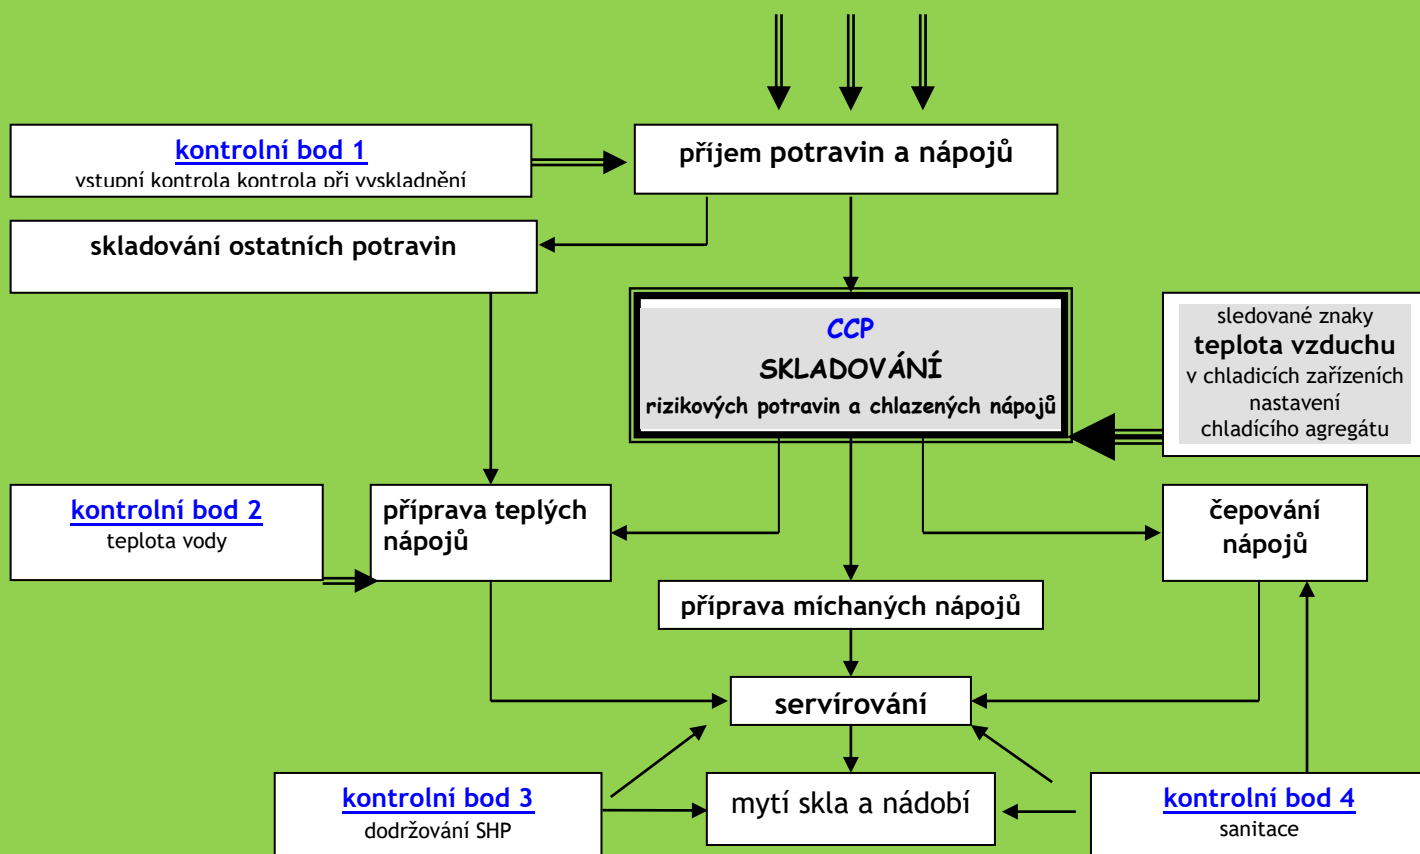 kontrolní bod 1
vstupní kontrola kontrola při vyskladnění
příjem potravin a nápojů
skladování ostatních potravin
CCP
SKLADOVÁNÍ
rizikových potravin a chlazených nápojů
sledované znaky
teplota vzduchu
v chladicích zařízeních
nastavení
chladícího agregátu
kontrolní bod 2
teplota vody
příprava teplých
nápojů
čepování
nápojů
příprava míchaných nápojů
servírování
kontrolní bod 3
dodržování SHP
mytí skla a nádobí
kontrolní bod 4
sanitace